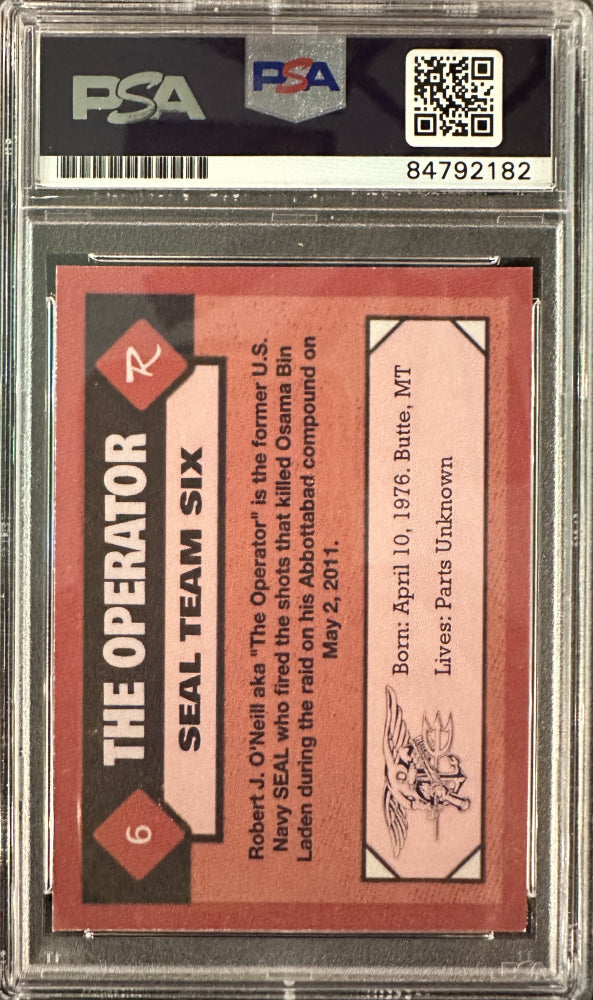 PSA
PSA
84792182
6
THE OPERATOR
R
SEAL TEAM SIX
Robert J. O'Neill aka "The Operator" is the former U.S.
Navy SEAL who fired the shots that killed Osama Bin
Laden during the raid on his Abbottabad compound on
May 2, 2011.
Born: April 10, 1976. Butte, MT
Lives: Parts Unknown
PSA